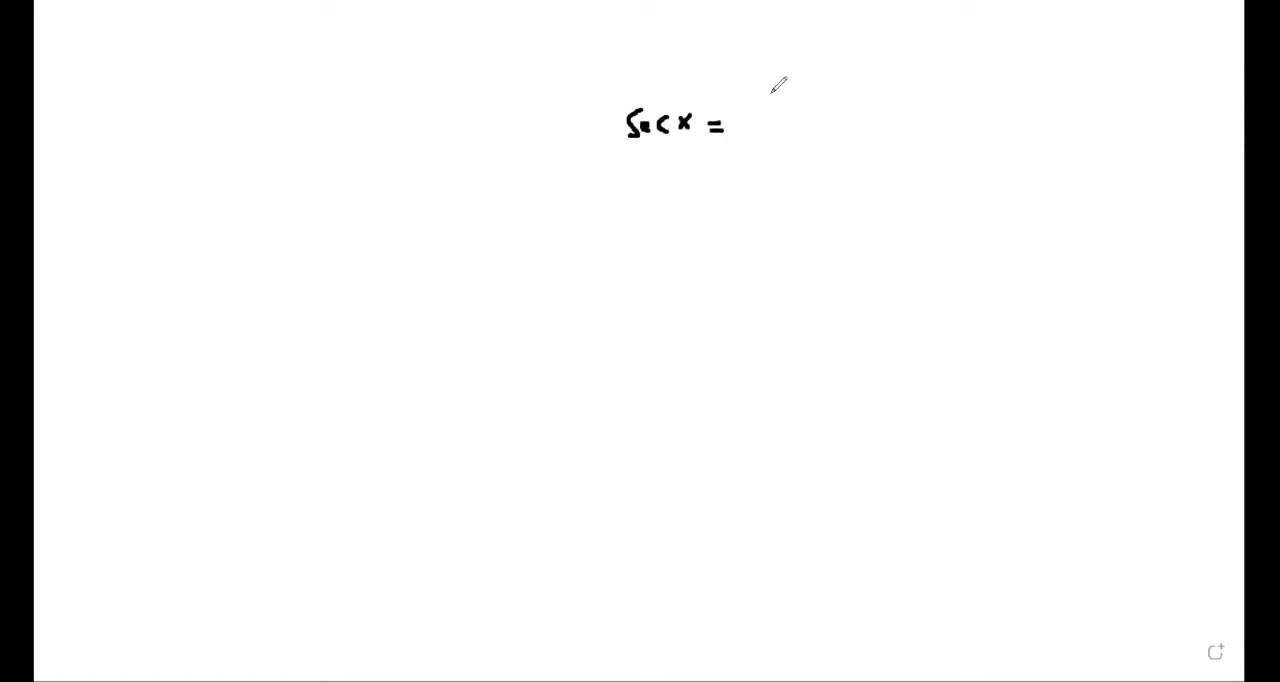 Sec x =